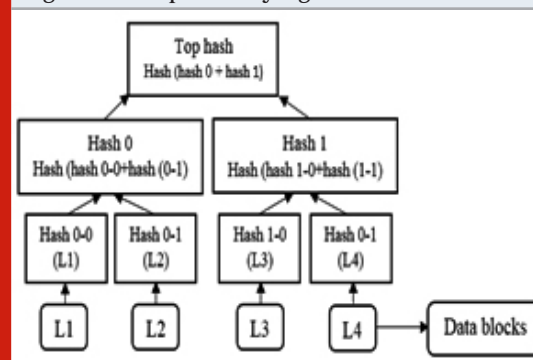 Top hash
Hash (hash 0 + hash 1)
Hash 0
Hash (hash 0-0+hash (0-1)
Hash 1
Hash (hash 1-0+hash (1-1)
Hash 0-0
(L1)
Hash 0-1
(L2)
Hash 1-0
(L3)
Hash 0-1
(L4)
L1
L2
L3
L4
Data blocks